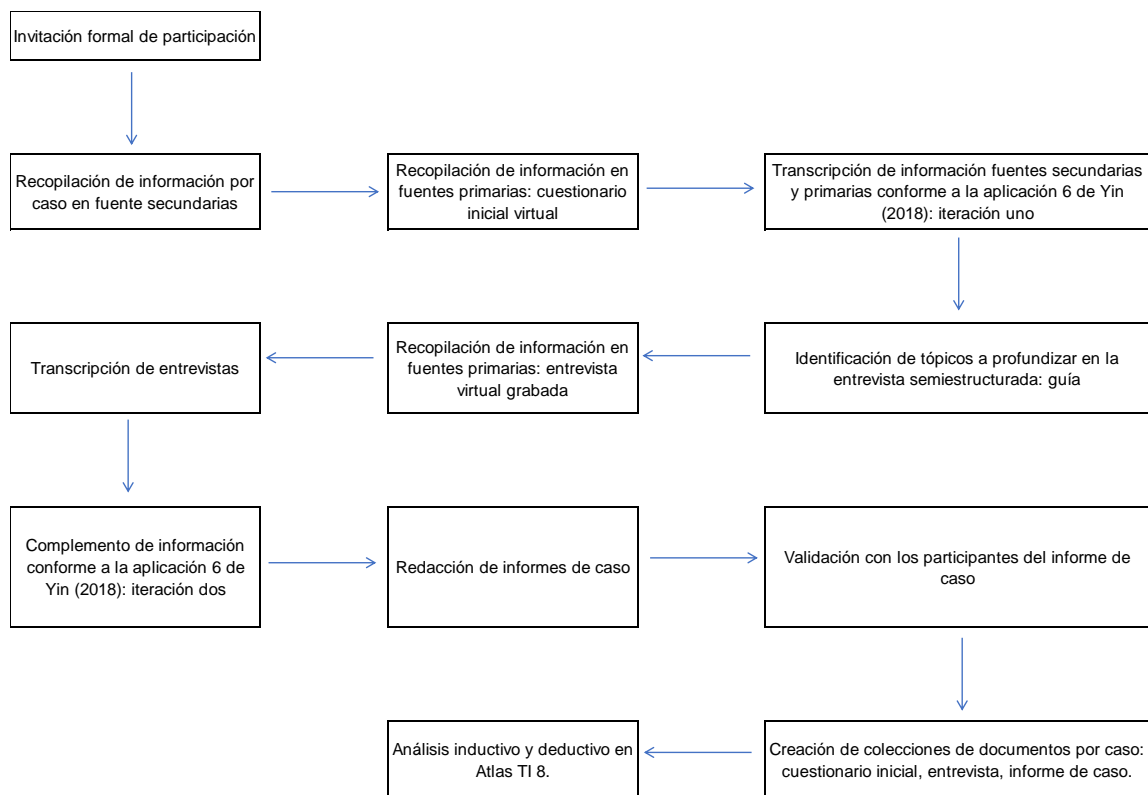 Invitación formal de participación
Recopilación de información por
caso en fuente secundarias
Recopilación de información en
fuentes primarias: cuestionario
inicial virtual
Transcripción de información fuentes secundarias
y primarias conforme a la aplicación 6 de Yin
(2018): iteración uno
Identificación de tópicos a profundizar en la
entrevista semiestructurada: guía
Recopilación de información en
fuentes primarias: entrevista
virtual grabada
Transcripción de entrevistas
Complemento de información
conforme a la aplicación 6 de
Yin (2018): iteración dos
Redacción de informes de caso
Validación con los participantes del informe de
caso
Creación de colecciones de documentos por caso:
cuestionario inicial, entrevista, informe de caso.
Análisis inductivo y deductivo en
Atlas TI 8.